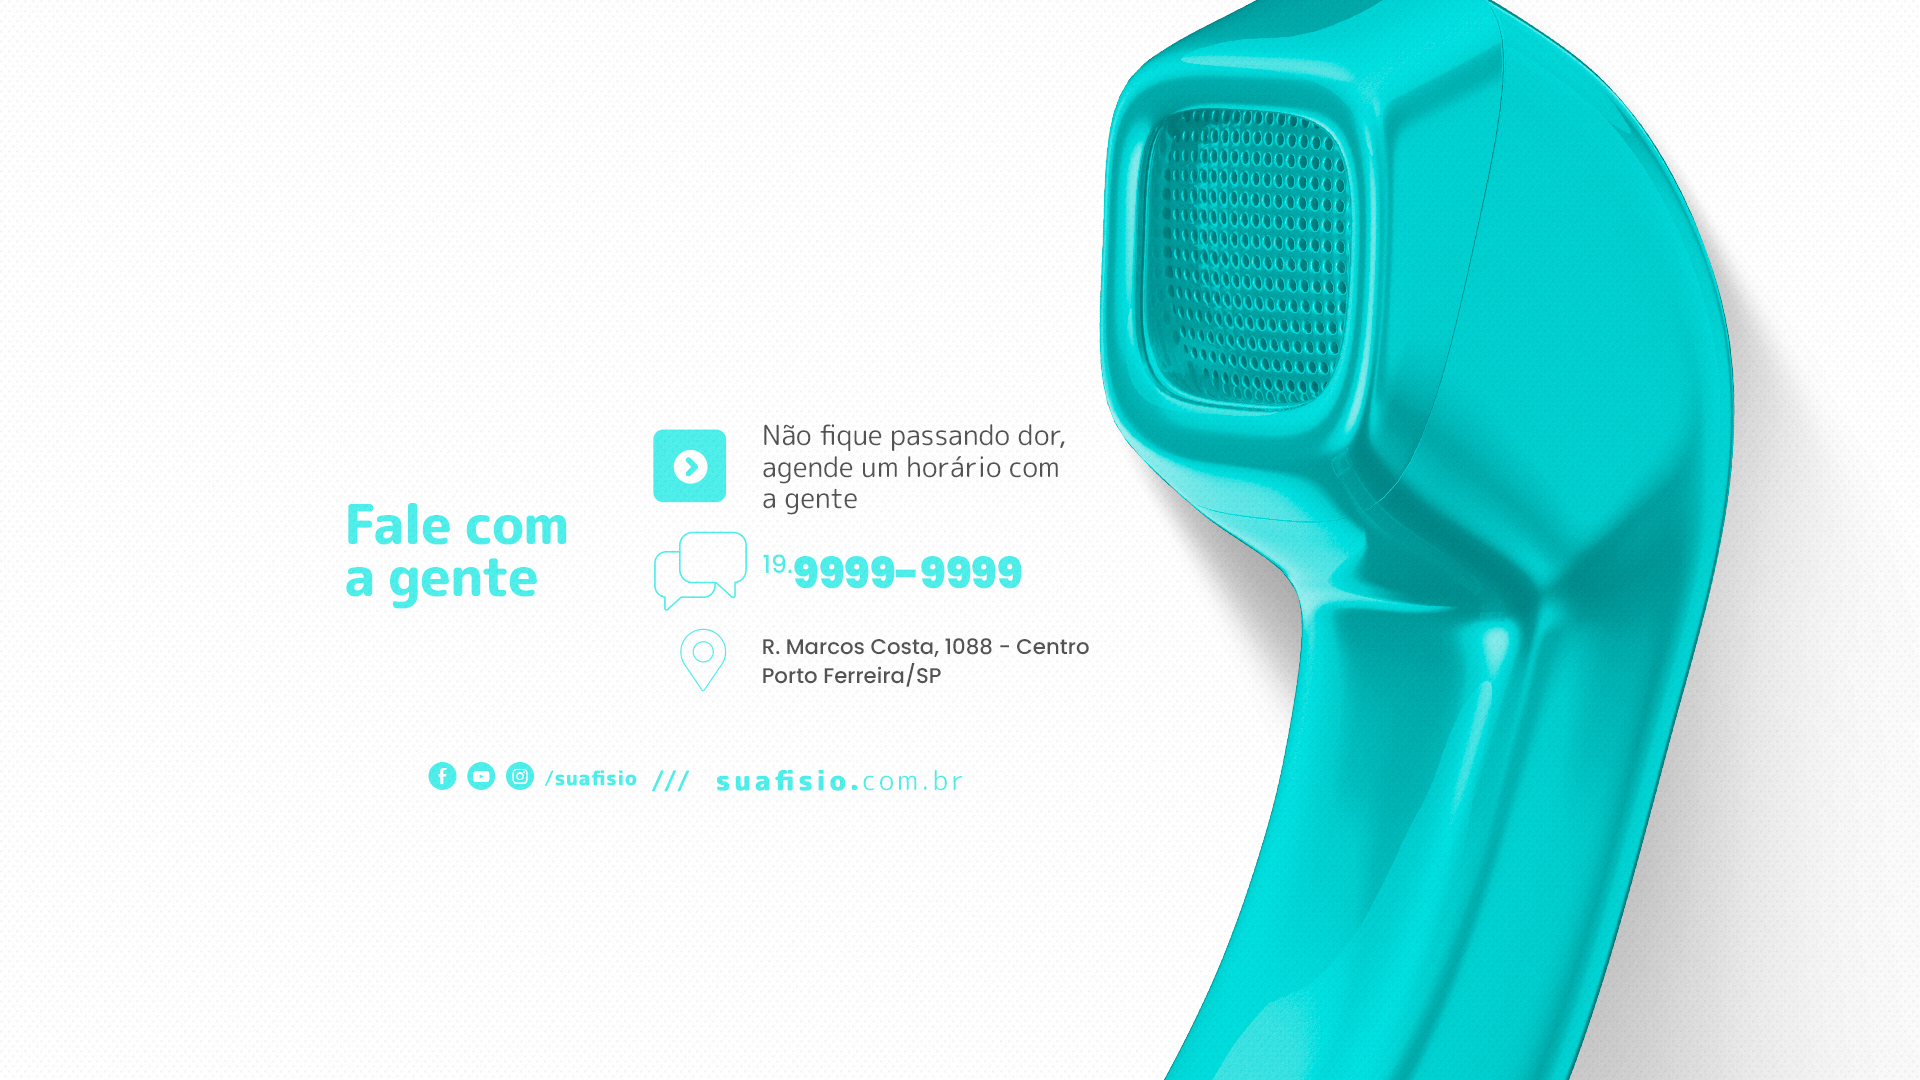 Fale com
a gente
Não fique passando dor,
agende um horário com
a gente
19.9999-9999
R. Marcos Costa, 1088 - Centro
Porto Ferreira/SP
/suafisio /// suafisio.com.br